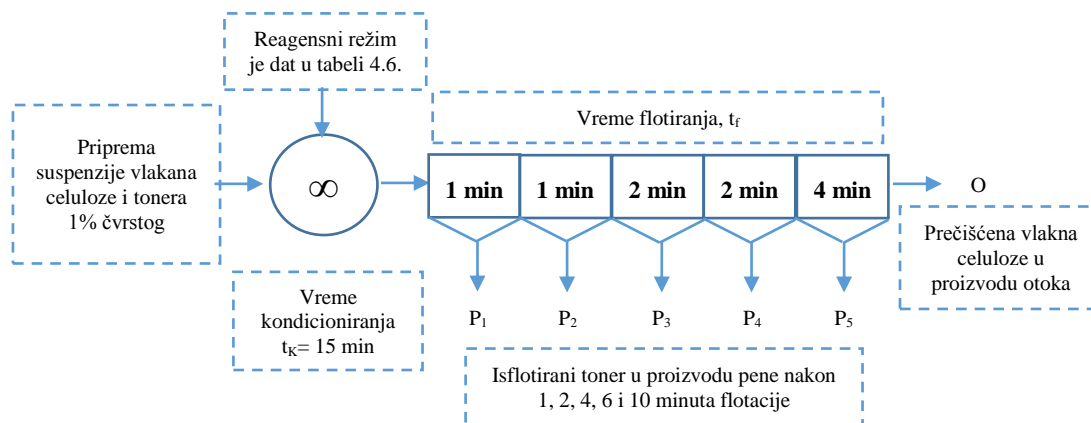 Reagensni režim
je dat u tabeli 4.6.
Priprema
suspenzije vlakana
celuloze i tonera
1% čvrstog
∞
Vreme
kondicioniranja
tK= 15 min
Vreme flotiranja, tf
1 min
1 min
2 min
2 min
4 min
O
Prečišćena vlakna
celuloze u
proizvodu otoka
P1
P2
P3
P4
P5
Isflotirani toner u proizvodu pene nakon
1, 2, 4, 6 i 10 minuta flotacije